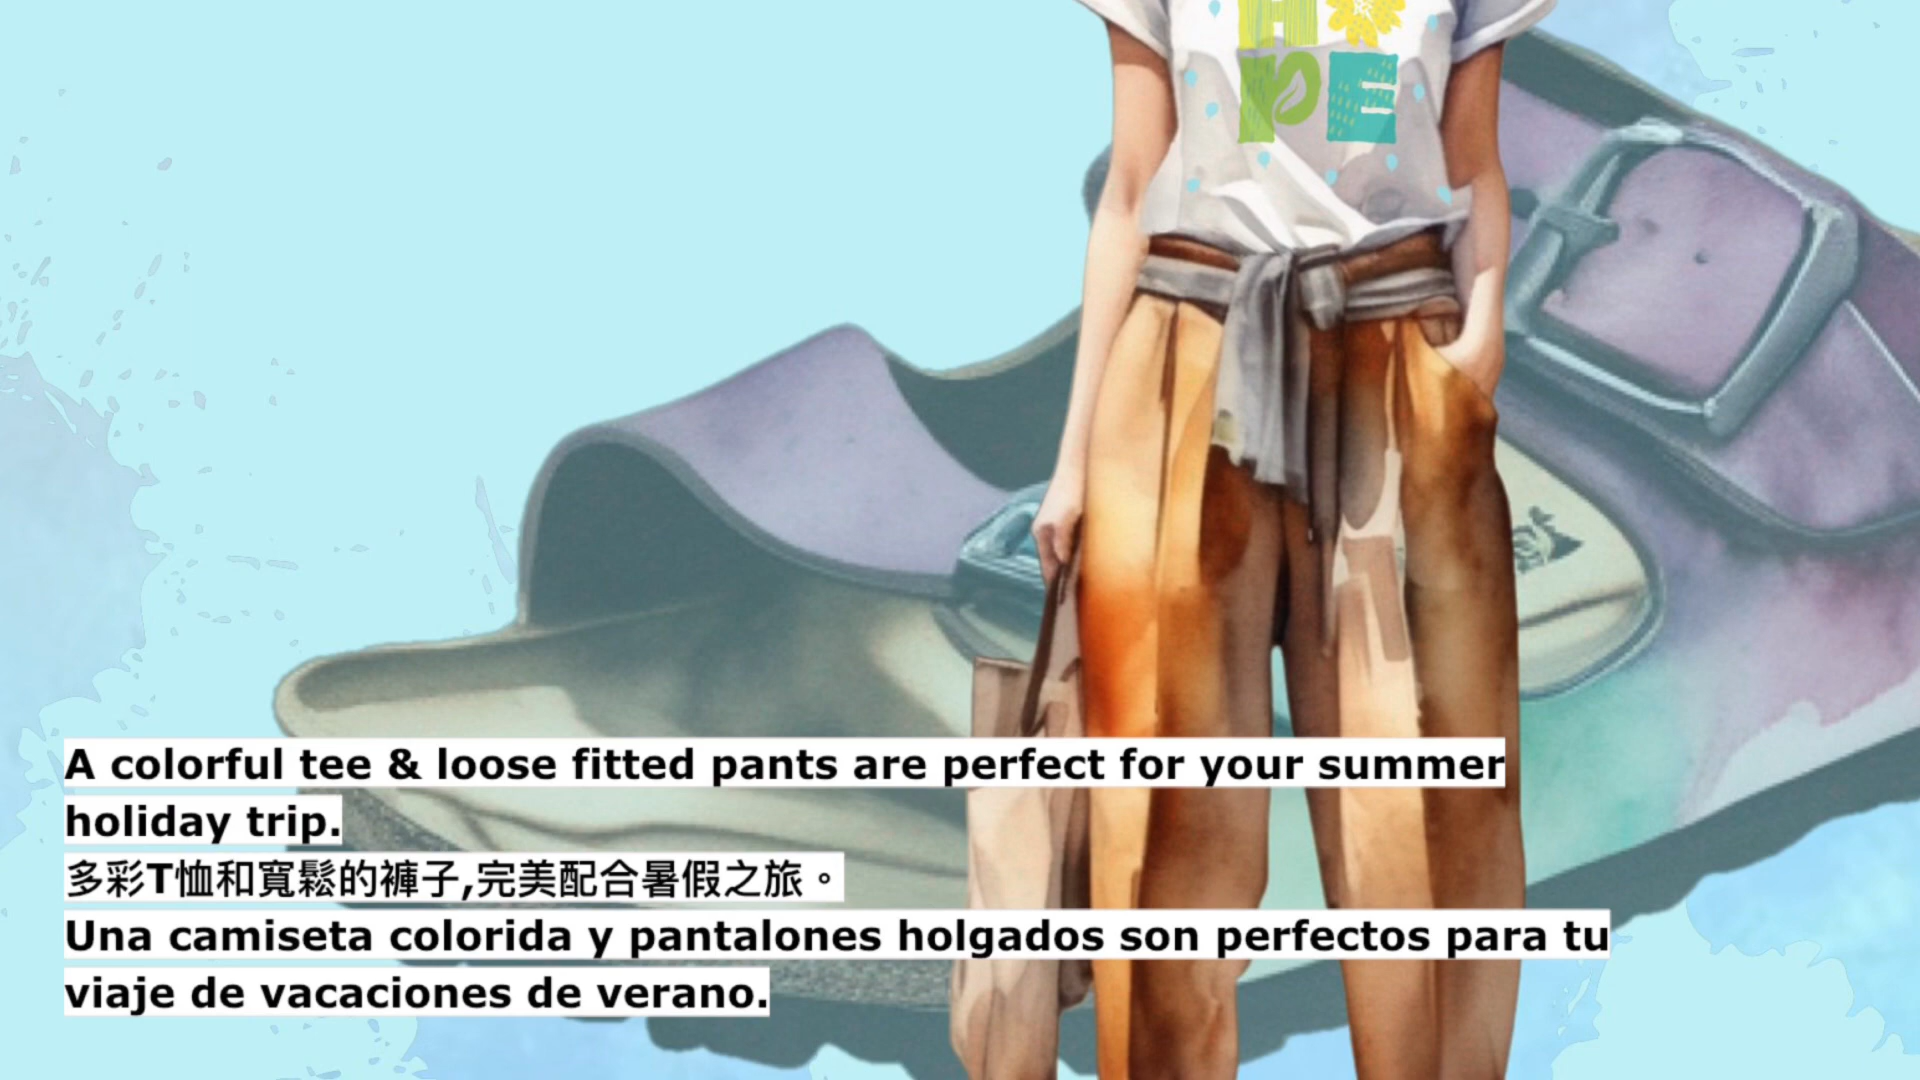 HO
PE
A colorful tee & loose fitted pants are perfect for your summer
holiday trip.
多彩T恤和寬鬆的褲子,完美配合暑假之旅。
Una camiseta colorida y pantalones holgados son perfectos para tu
viaje de vacaciones de verano.